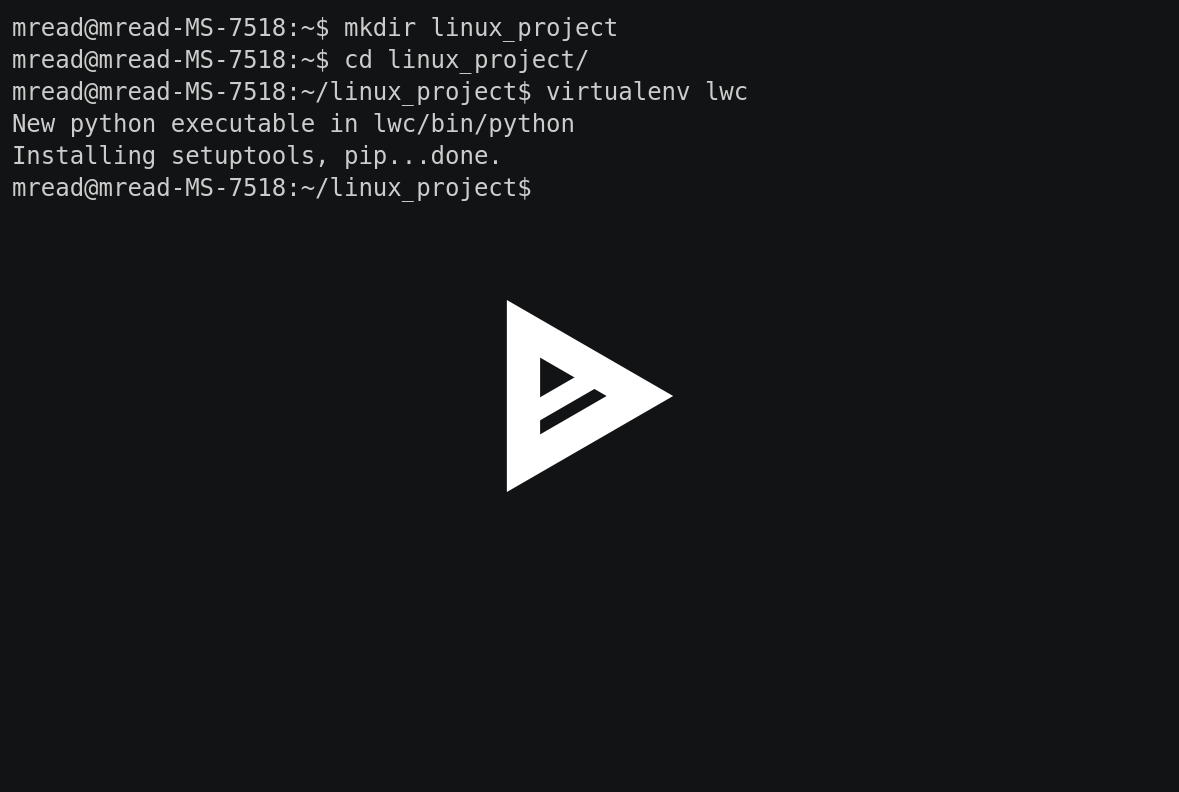 mread@mread-MS-7518:~$ mkdir linux_project
mread@mread-MS-7518:~$ cd linux_project/
mread@mread-MS-7518:~/linux_project$ virtualenv lwc
New python executable in lwc/bin/python
Installing setuptools, pip...done.
mread@mread-MS-7518:~/linux_project$